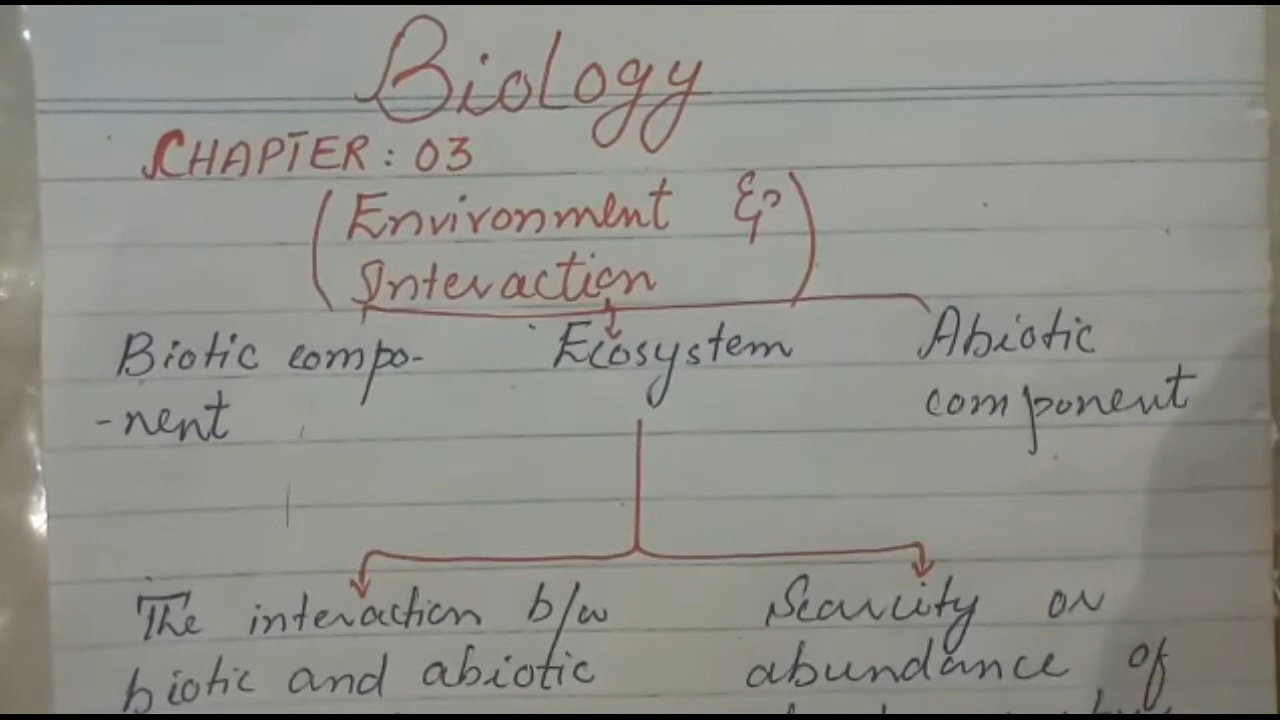 Biology
CHAPTER: 03
(Environment &
Interaction)
Biotic compo-
-nent
Ecosystem
Abiotic
component
The interaction b/w
biotic and abiotic
Scarcity or
abundance of